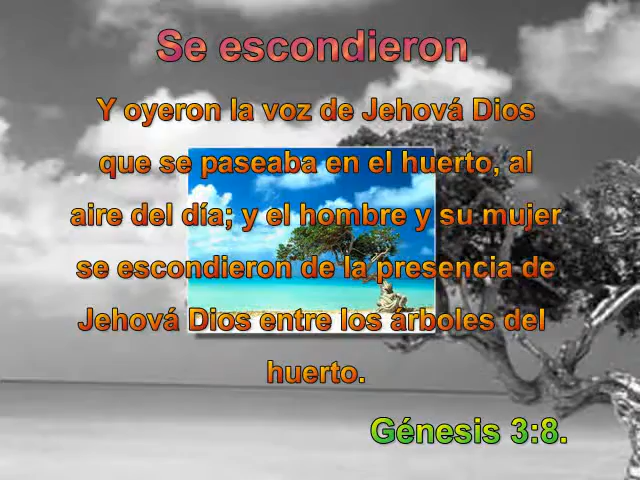 Se escondieron
Y oyeron la voz de Jehová Dios
que se paseaba en el huerto, al
aire del día; y el hombre y su mujer
se escondieron de la presencia de
Jehová Dios entre los árboles del
huerto.
Génesis 3:8.